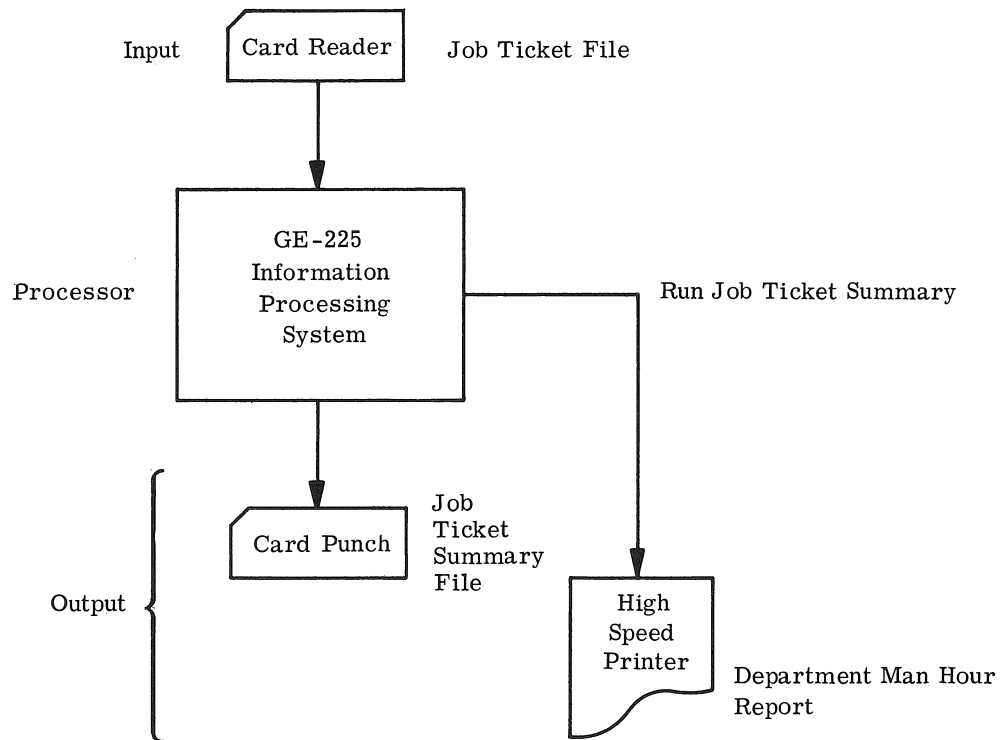 Input
Card Reader
Job Ticket File
GE-225
Information
Processing
System
Processor
Run Job Ticket Summary
Card Punch
Job
Ticket
Summary
File
Output
High
Speed
Printer
Department Man Hour
Report